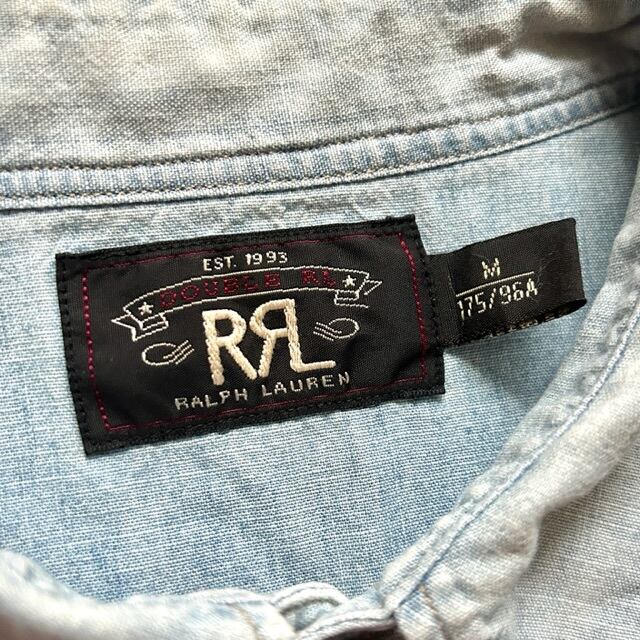 EST. 1993
DOUBLE RL
RRL
RALPH LAUREN
M
175/96A